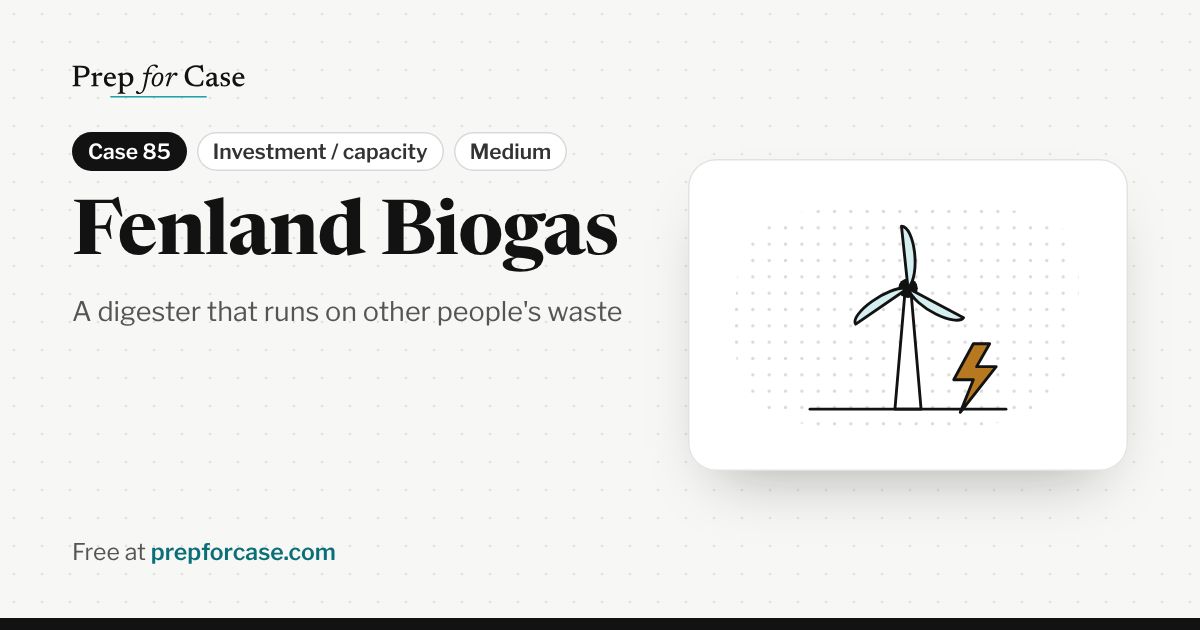 Prep for Case
Case 85 Investment / capacity Medium
Fenland Biogas
A digester that runs on other people's waste
Free at prepforcase.com